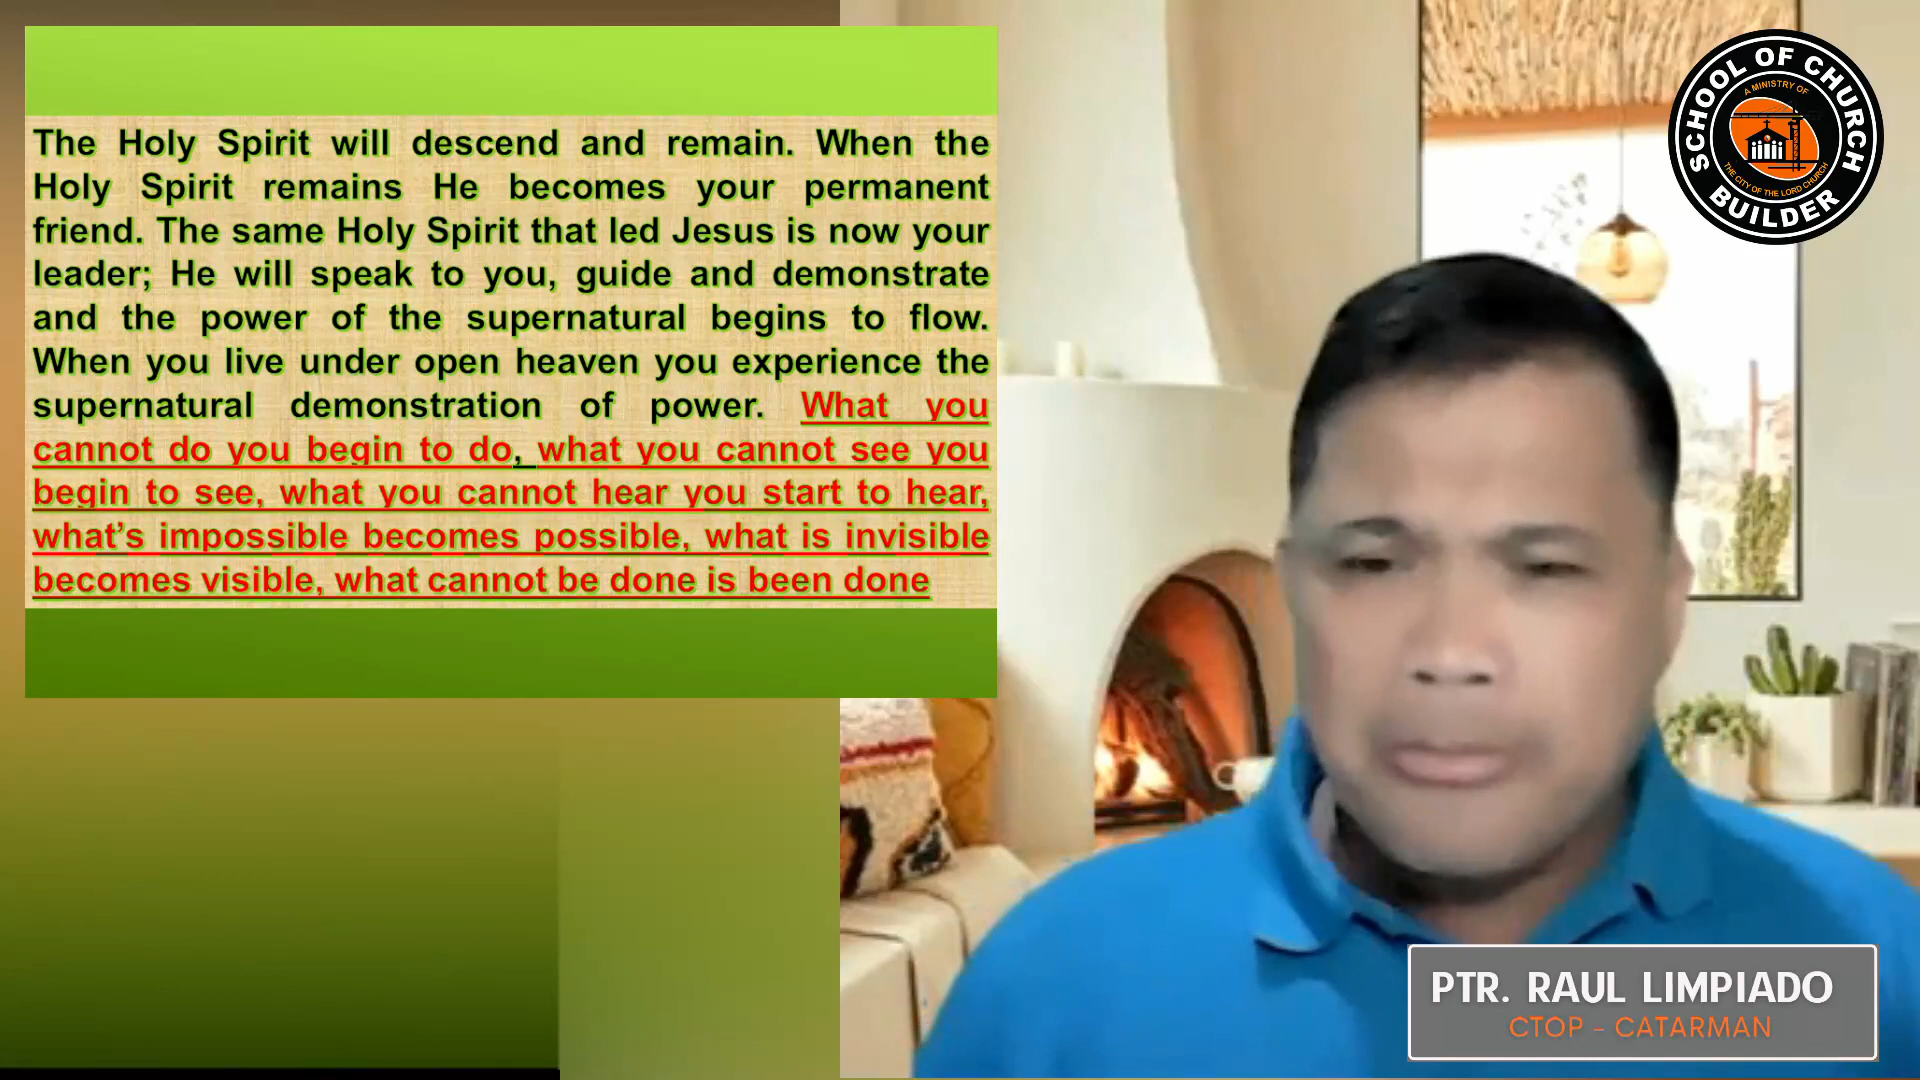 The Holy Spirit will descend and remain. When the
Holy Spirit remains He becomes your permanent
friend. The same Holy Spirit that led Jesus is now your
leader; He will speak to you, guide and demonstrate
and the power of the supernatural begins to flow.
When you live under open heaven you experience the
supernatural demonstration of power. What you
cannot do you begin to do, what you cannot see you
begin to see, what you cannot hear you start to hear,
what’s impossible becomes possible, what is invisible
becomes visible, what cannot be done is been done
SCHOOL OF CHURCH
BUILDER
A MINISTRY OF
THE CITY OF THE LORD CHURCH
PTR. RAUL LIMPIADO
CTOP - CATARMAN